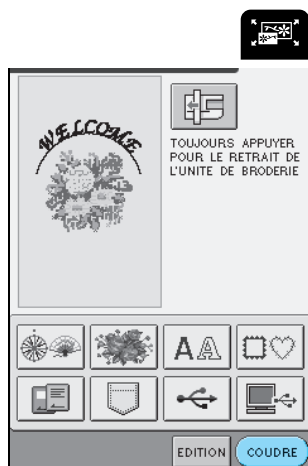 WELCOME
TOUJOURS APPUYER
POUR LE RETRAIT DE
L'UNITE DE BRODERIE
A A
EDITION
COUDRE